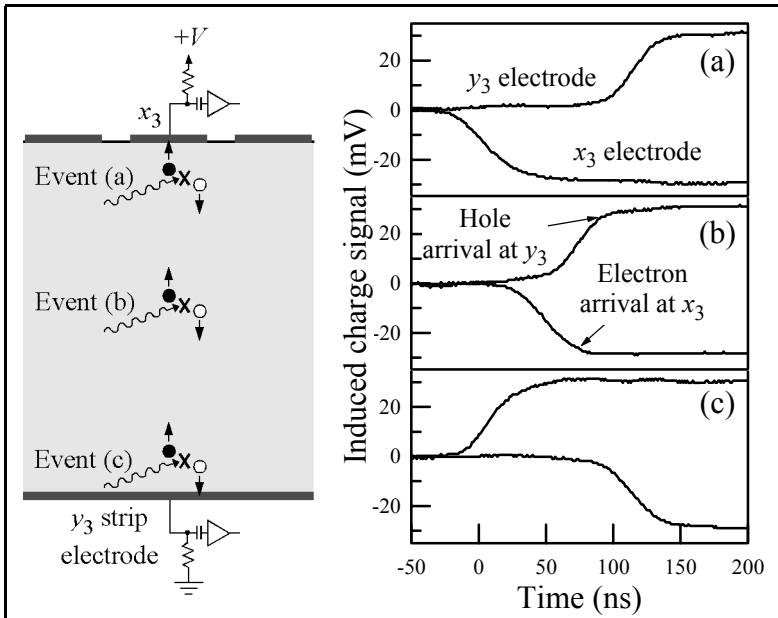 +V
x3
Event (a)
Event (b)
Event (c)
y3 strip
electrode
Induced charge signal (mV)
20
0
-20
(a)
y3 electrode
x3 electrode
20
0
-20
(b)
Hole
arrival at y3
Electron
arrival at x3
20
0
-20
(c)
-50 0 50 100 150 200
Time (ns)